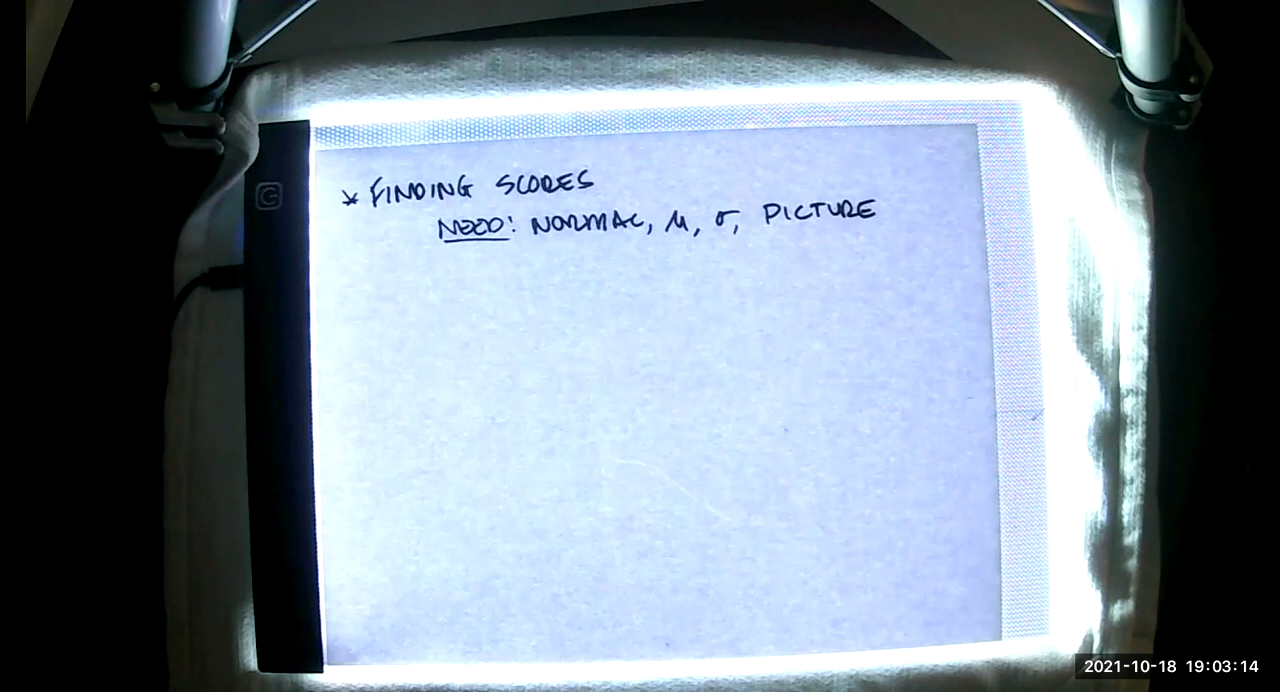 * FINDING SCORES
NEED: NORMAL, μ, σ, PICTURE
2021-10-18 19:03:14